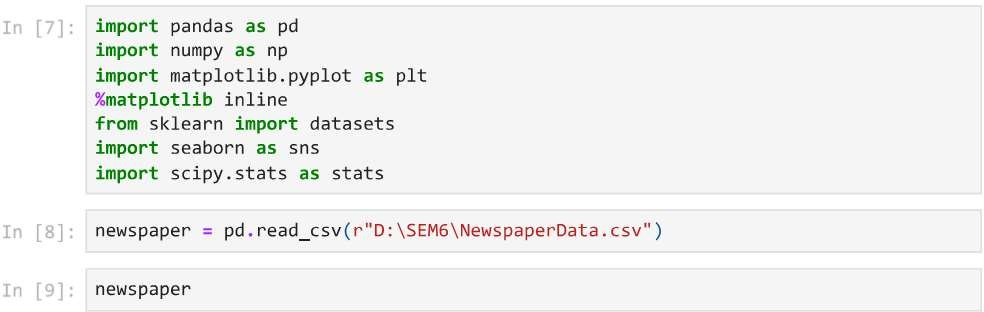 In [7]: import pandas as pd
import numpy as np
import matplotlib.pyplot as plt
%matplotlib inline
from sklearn import datasets
import seaborn as sns
import scipy.stats as stats
In [8]: newspaper = pd.read_csv(r"D:\SEM6\NewspaperData.csv")
In [9]: newspaper